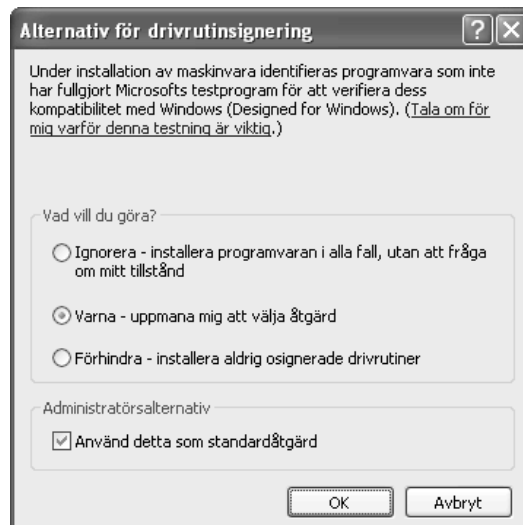 Alternativ för drivrutinsignering
Under installation av maskinvara identifieras programvara som inte
har fullgjort Microsofts testprogram för att verifiera dess
kompatibilitet med Windows (Designed for Windows). (Tala om för
mig varför denna testning är viktig.)
Vad vill du göra?
Ignorera - installera programvaran i alla fall, utan att fråga
om mitt tillstånd
Varna - uppmana mig att välja åtgärd
Förhindra - installera aldrig osignerade drivrutiner
Administratörsalternativ
Använd detta som standardåtgärd
OK
Avbryt